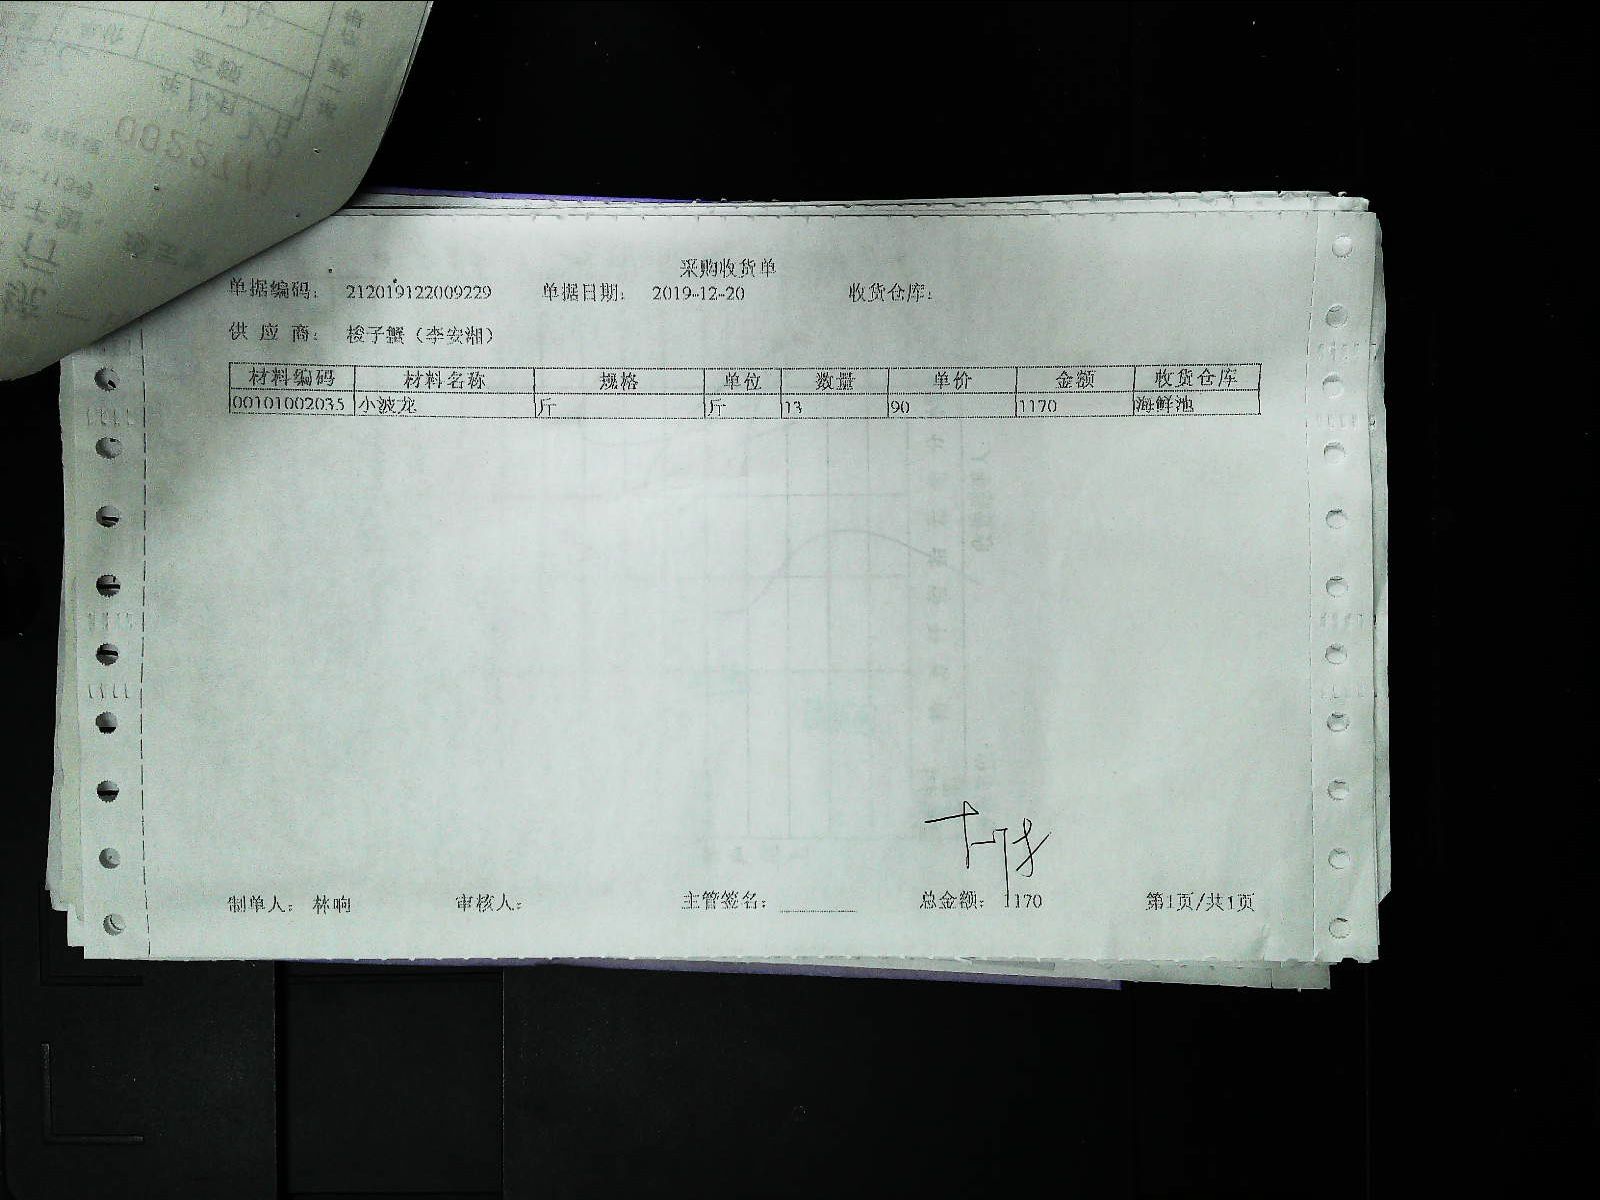 采购收货单
单据编码： 212019122009229 单据日期： 2019-12-20 收货仓库：
供 应 商： 梭子蟹（李安湘）
材料编码 材料名称 规格 单位 数量 单价 金额 收货仓库
00101002035 小波龙 斤 斤 13 90 1170 海鲜池
制单人： 林响 审核人： 主管签名： 总金额： 1170 第1页/共1页